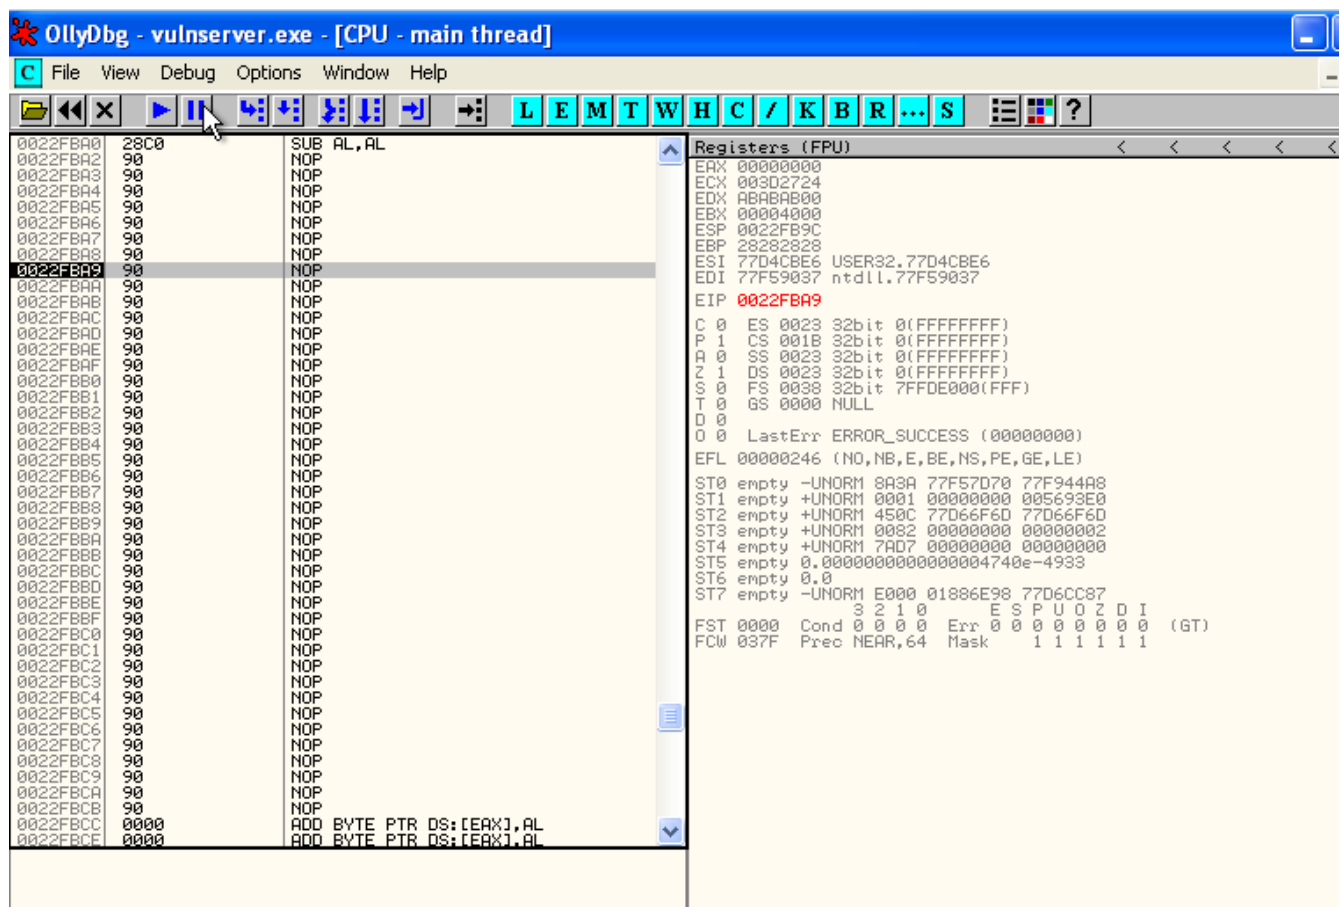 OllyDbg - vulnserver.exe - [CPU - main thread]
C File View Debug Options Window Help
L E M T W H C / K B R ... S ?
0022FBA0 28C0 SUB AL,AL
0022FBA2 90 NOP
0022FBA3 90 NOP
0022FBA4 90 NOP
0022FBA5 90 NOP
0022FBA6 90 NOP
0022FBA7 90 NOP
0022FBA8 90 NOP
0022FBA9 90 NOP
0022FBAA 90 NOP
0022FBAB 90 NOP
0022FBAC 90 NOP
0022FBAD 90 NOP
0022FBAE 90 NOP
0022FBAF 90 NOP
0022FBB0 90 NOP
0022FBB1 90 NOP
0022FBB2 90 NOP
0022FBB3 90 NOP
0022FBB4 90 NOP
0022FBB5 90 NOP
0022FBB6 90 NOP
0022FBB7 90 NOP
0022FBB8 90 NOP
0022FBB9 90 NOP
0022FBBA 90 NOP
0022FBBB 90 NOP
0022FBBC 90 NOP
0022FBBD 90 NOP
0022FBBE 90 NOP
0022FBBF 90 NOP
0022FBC0 90 NOP
0022FBC1 90 NOP
0022FBC2 90 NOP
0022FBC3 90 NOP
0022FBC4 90 NOP
0022FBC5 90 NOP
0022FBC6 90 NOP
0022FBC7 90 NOP
0022FBC8 90 NOP
0022FBC9 90 NOP
0022FBCA 90 NOP
0022FBCB 90 NOP
0022FBCC 0000 ADD BYTE PTR DS:[EAX],AL
0022FBCE 0000 ADD BYTE PTR DS:[EAX],AL
Registers (FPU) < < < < <
EAX 00000000
ECX 003D2724
EDX ABABAB00
EBX 00004000
ESP 0022FB9C
EBP 28282828
ESI 77D4CBE6 USER32.77D4CBE6
EDI 77F59037 ntdll.77F59037
EIP 0022FBA9
C 0 ES 0023 32bit 0(FFFFFFFF)
P 1 CS 001B 32bit 0(FFFFFFFF)
A 0 SS 0023 32bit 0(FFFFFFFF)
Z 1 DS 0023 32bit 0(FFFFFFFF)
S 0 FS 0038 32bit 7FFDE000(FFF)
T 0 GS 0000 NULL
D 0
O 0 LastErr ERROR_SUCCESS (00000000)
EFL 00000246 (NO,NB,E,BE,NS,PE,GE,LE)
ST0 empty -UNORM 8A3A 77F57D70 77F944A8
ST1 empty +UNORM 0001 00000000 005693E0
ST2 empty +UNORM 450C 77D66F6D 77D66F6D
ST3 empty +UNORM 0082 00000000 00000002
ST4 empty +UNORM 7AD7 00000000 00000000
ST5 empty 0.0000000000000004740e-4933
ST6 empty 0.0
ST7 empty -UNORM E000 01886E98 77D6CC87
3 2 1 0 E S P U O Z D I
FST 0000 Cond 0 0 0 0 Err 0 0 0 0 0 0 0 0 (GT)
FCW 037F Prec NEAR,64 Mask 1 1 1 1 1 1